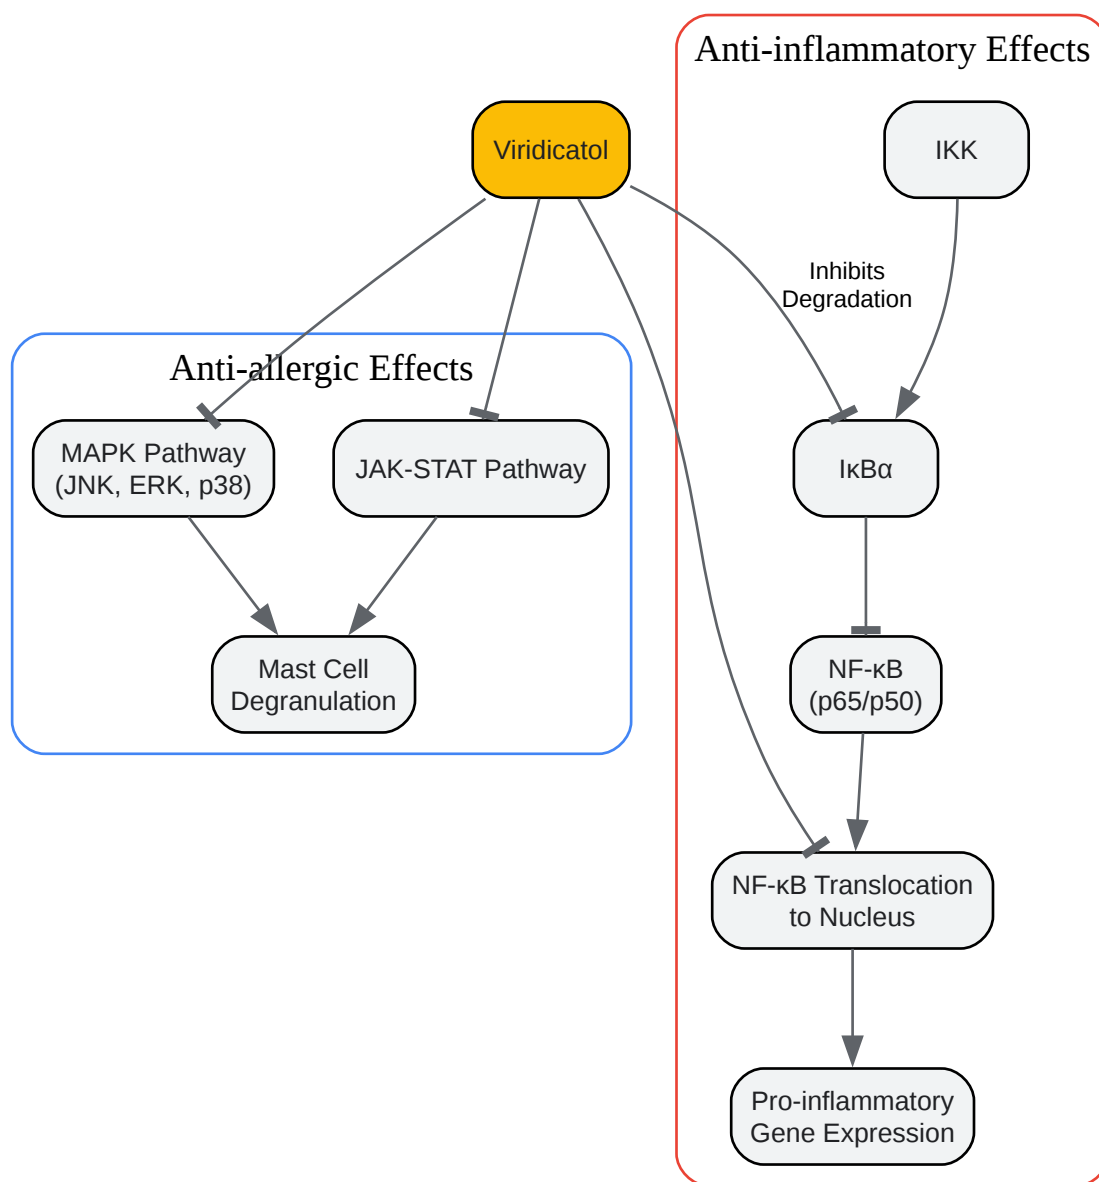 Anti-inflammatory Effects
Viridicatol
IKK
Inhibits
Degradation
Anti-allergic Effects
MAPK Pathway
(JNK, ERK, p38)
JAK-STAT Pathway
IκBα
Mast Cell
Degranulation
NF-κB
(p65/p50)
NF-κB Translocation
to Nucleus
Pro-inflammatory
Gene Expression